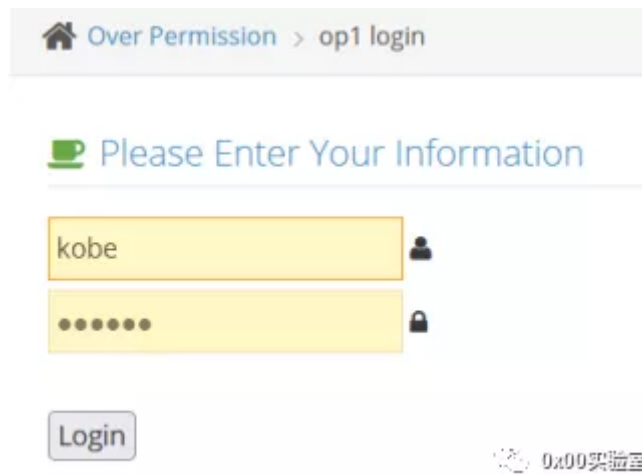 Over Permission > op1 login
Please Enter Your Information
kobe
••••••
Login
0x00实验室